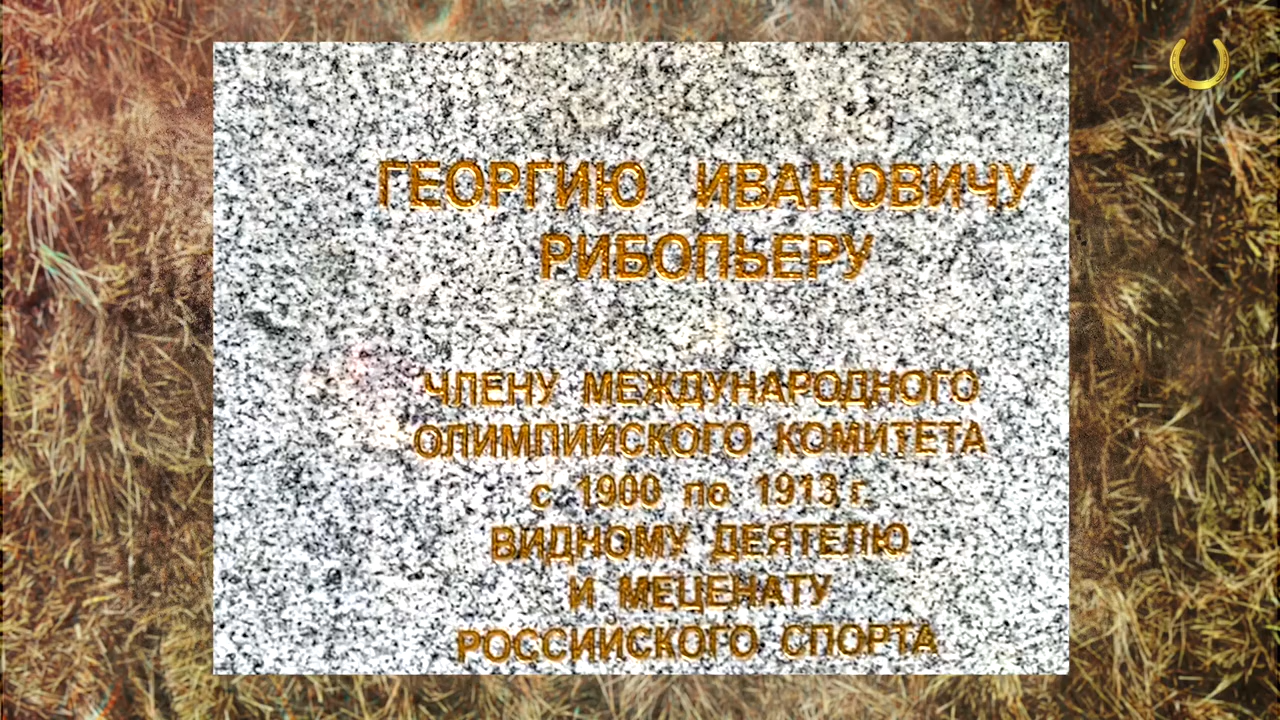 ГЕОРГИЮ ИВАНОВИЧУ
РИБОПЬЕРУ
ЧЛЕНУ МЕЖДУНАРОДНОГО
ОЛИМПИЙСКОГО КОМИТЕТА
с 1900 по 1913 г.
ВИДНОМУ ДЕЯТЕЛЮ
И МЕЦЕНАТУ
РОССИЙСКОГО СПОРТА